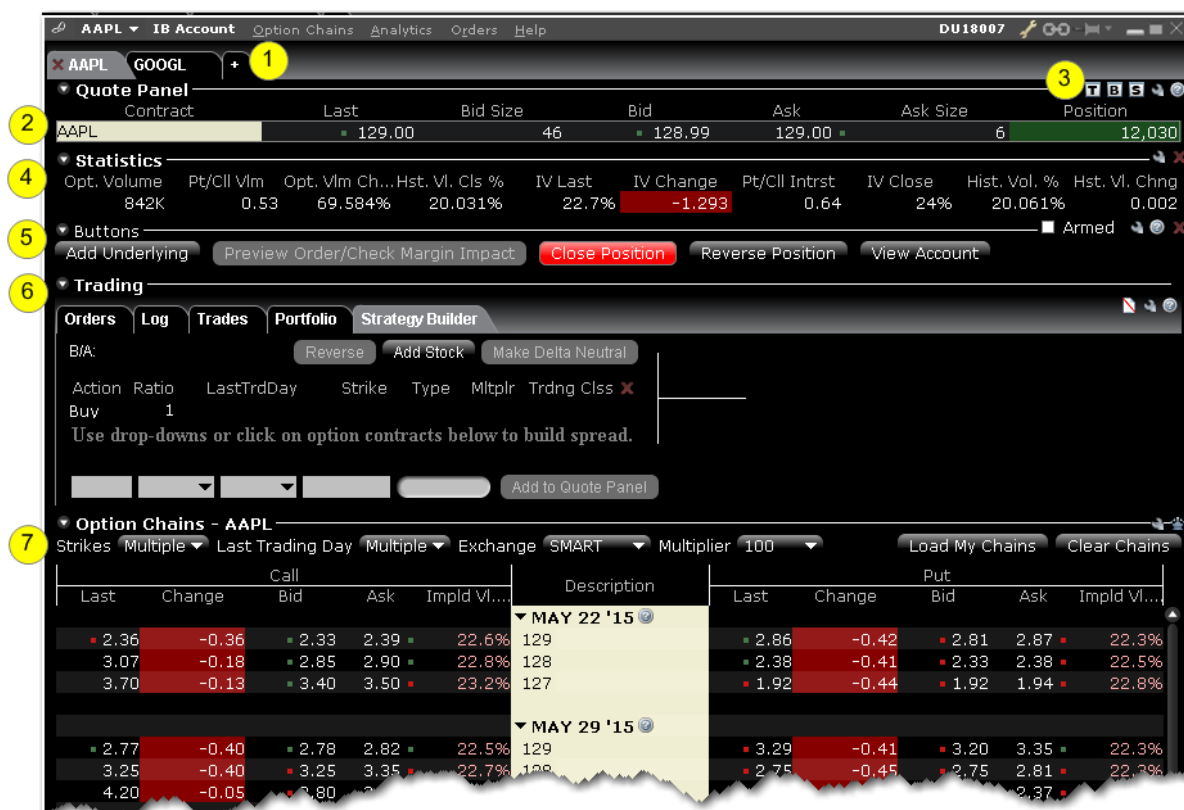 AAPL IB Account Option Chains Analytics Orders Help DU18007
AAPL GOOGL + 1
3
Quote Panel T B S
Contract Last Bid Size Bid Ask Ask Size Position
2 AAPL 129.00 46 128.99 129.00 6 12,030
Statistics
4 Opt. Volume Pt/Cll Vlm Opt. Vlm Ch... Hst. Vl. Cls % IV Last IV Change Pt/Cll Intrst IV Close Hist. Vol. % Hst. Vl. Chng
842K 0.53 69.584% 20.031% 22.7% -1.293 0.64 24% 20.061% 0.002
5 Buttons Armed
Add Underlying Preview Order/Check Margin Impact Close Position Reverse Position View Account
6 Trading
Orders Log Trades Portfolio Strategy Builder
B/A: Reverse Add Stock Make Delta Neutral
Action Ratio LastTrdDay Strike Type Mltplr Trdng Clss
Buy 1
Use drop-downs or click on option contracts below to build spread.
Add to Quote Panel
Option Chains - AAPL
7 Strikes Multiple Last Trading Day Multiple Exchange SMART Multiplier 100 Load My Chains Clear Chains
Call Description Put
Last Change Bid Ask Impld Vl.... Last Change Bid Ask Impld Vl....
MAY 22 '15
2.36 -0.36 2.33 2.39 22.6% 129 2.86 -0.42 2.81 2.87 22.3%
3.07 -0.18 2.85 2.90 22.8% 128 2.38 -0.41 2.33 2.38 22.5%
3.70 -0.13 3.40 3.50 23.2% 127 1.92 -0.44 1.92 1.94 22.8%
MAY 29 '15
2.77 -0.40 2.78 2.82 22.5% 129 3.29 -0.41 3.20 3.35 22.3%
3.25 -0.40 3.25 3.35 22.7% 2.75 -0.45 2.75 2.81 22.3%
4.20 -0.05 2.37